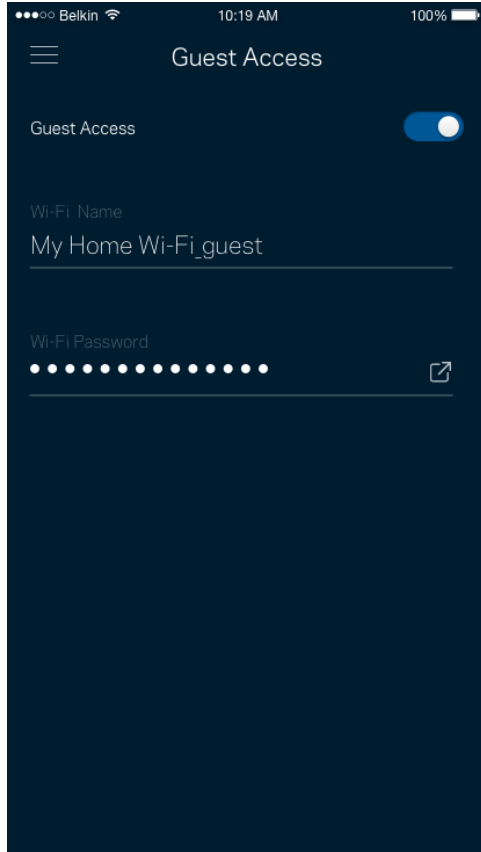 Belkin 10:19 AM 100%
Guest Access
Guest Access
Wi-Fi Name
My Home Wi-Fi_guest
Wi-Fi Password
●●●●●●●●●●●●●●